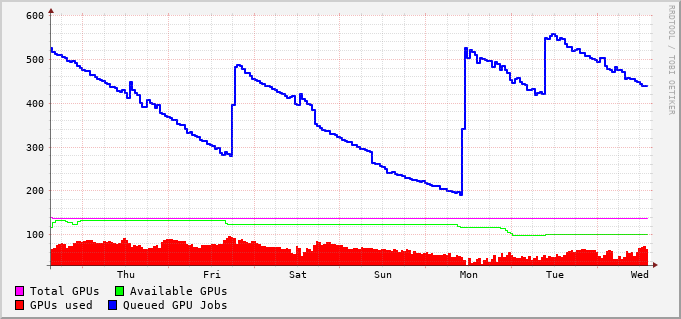 600
500
400
300
200
100
Thu Fri Sat Sun Mon Tue Wed
Total GPUs Available GPUs
GPUs used Queued GPU Jobs
RRDTOOL / TOBI OETIKER